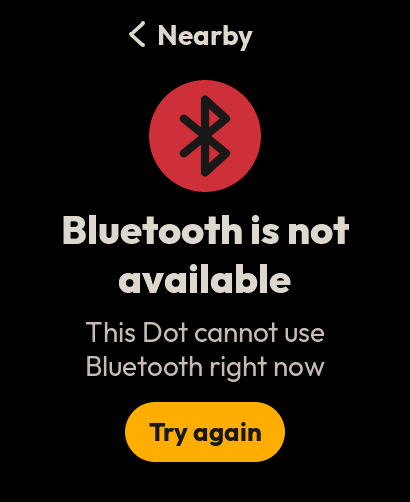 Nearby
Bluetooth is not
available
This Dot cannot use
Bluetooth right now
Try again